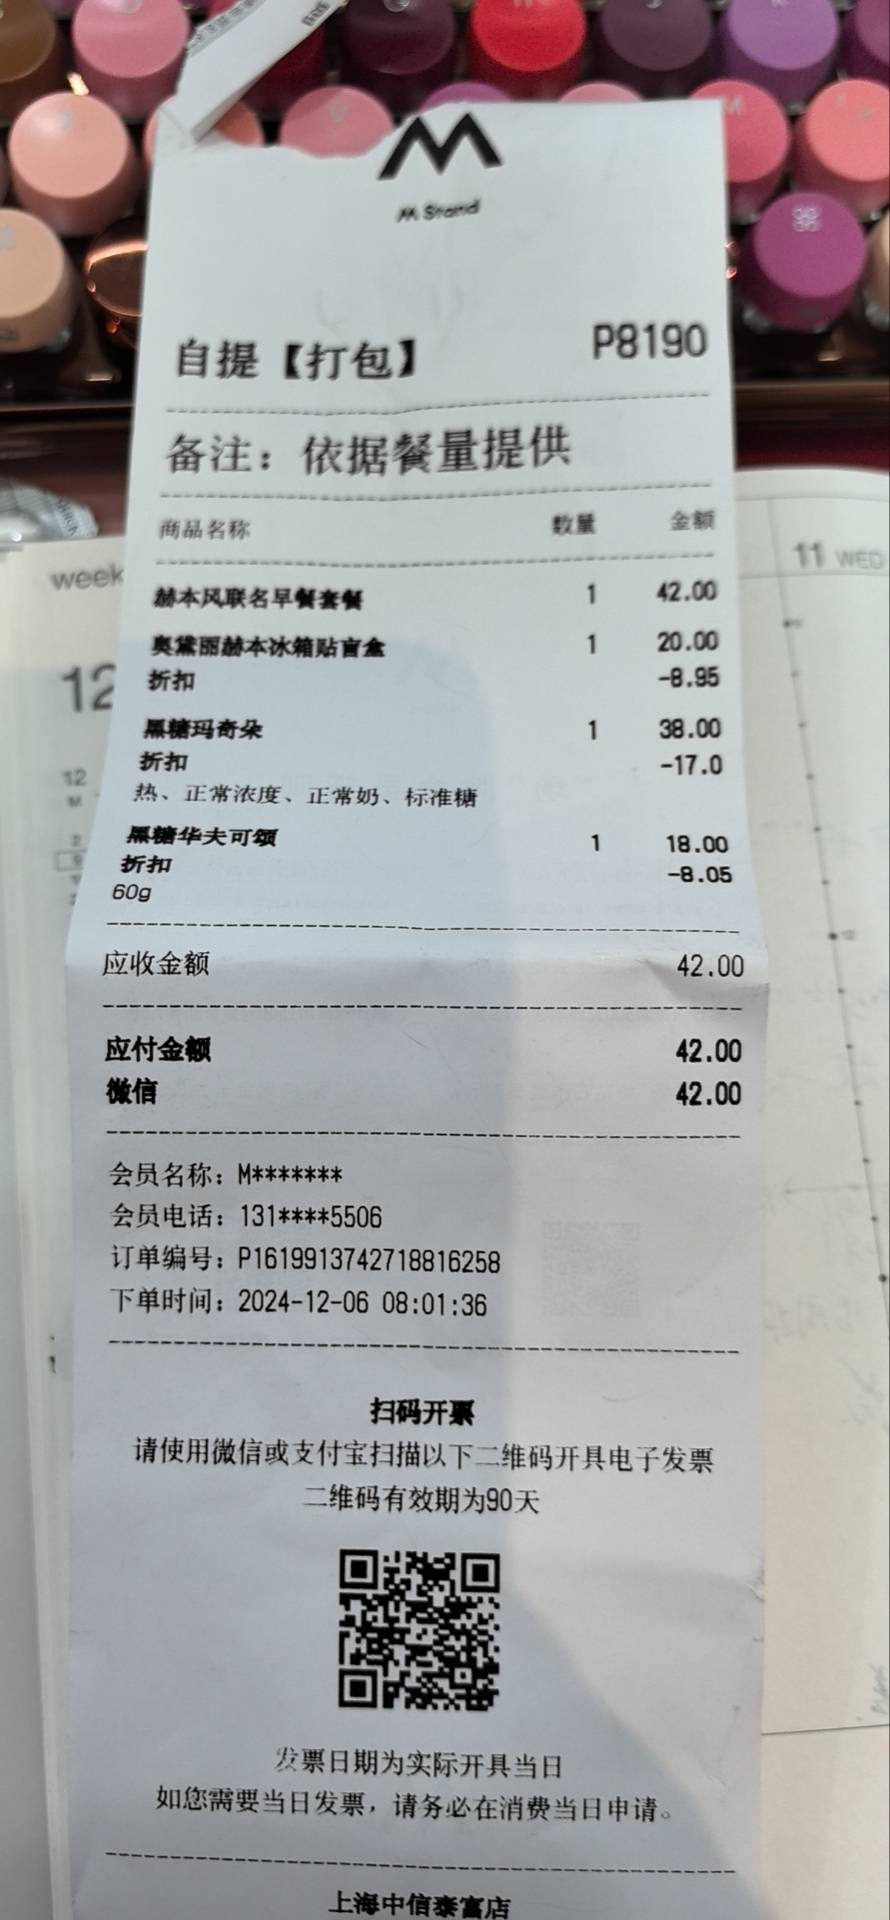 M Stand
自提【打包】 P8190
备注：依据餐量提供
商品名称 数量 金额
赫本风联名早餐套餐 1 42.00
奥黛丽赫本冰箱贴盲盒 1 20.00
折扣 -8.95
黑糖玛奇朵 1 38.00
折扣 -17.0
热、正常浓度、正常奶、标准糖
黑糖华夫可颂 1 18.00
折扣 -8.05
60g
应收金额 42.00
应付金额 42.00
微信 42.00
会员名称：M*******
会员电话：131****5506
订单编号：P1619913742718816258
下单时间：2024-12-06 08:01:36
扫码开票
请使用微信或支付宝扫描以下二维码开具电子发票
二维码有效期为90天
发票日期为实际开具当日
如您需要当日发票，请务必在消费当日申请。
上海中信泰富店
week
12
12
M
11 WED